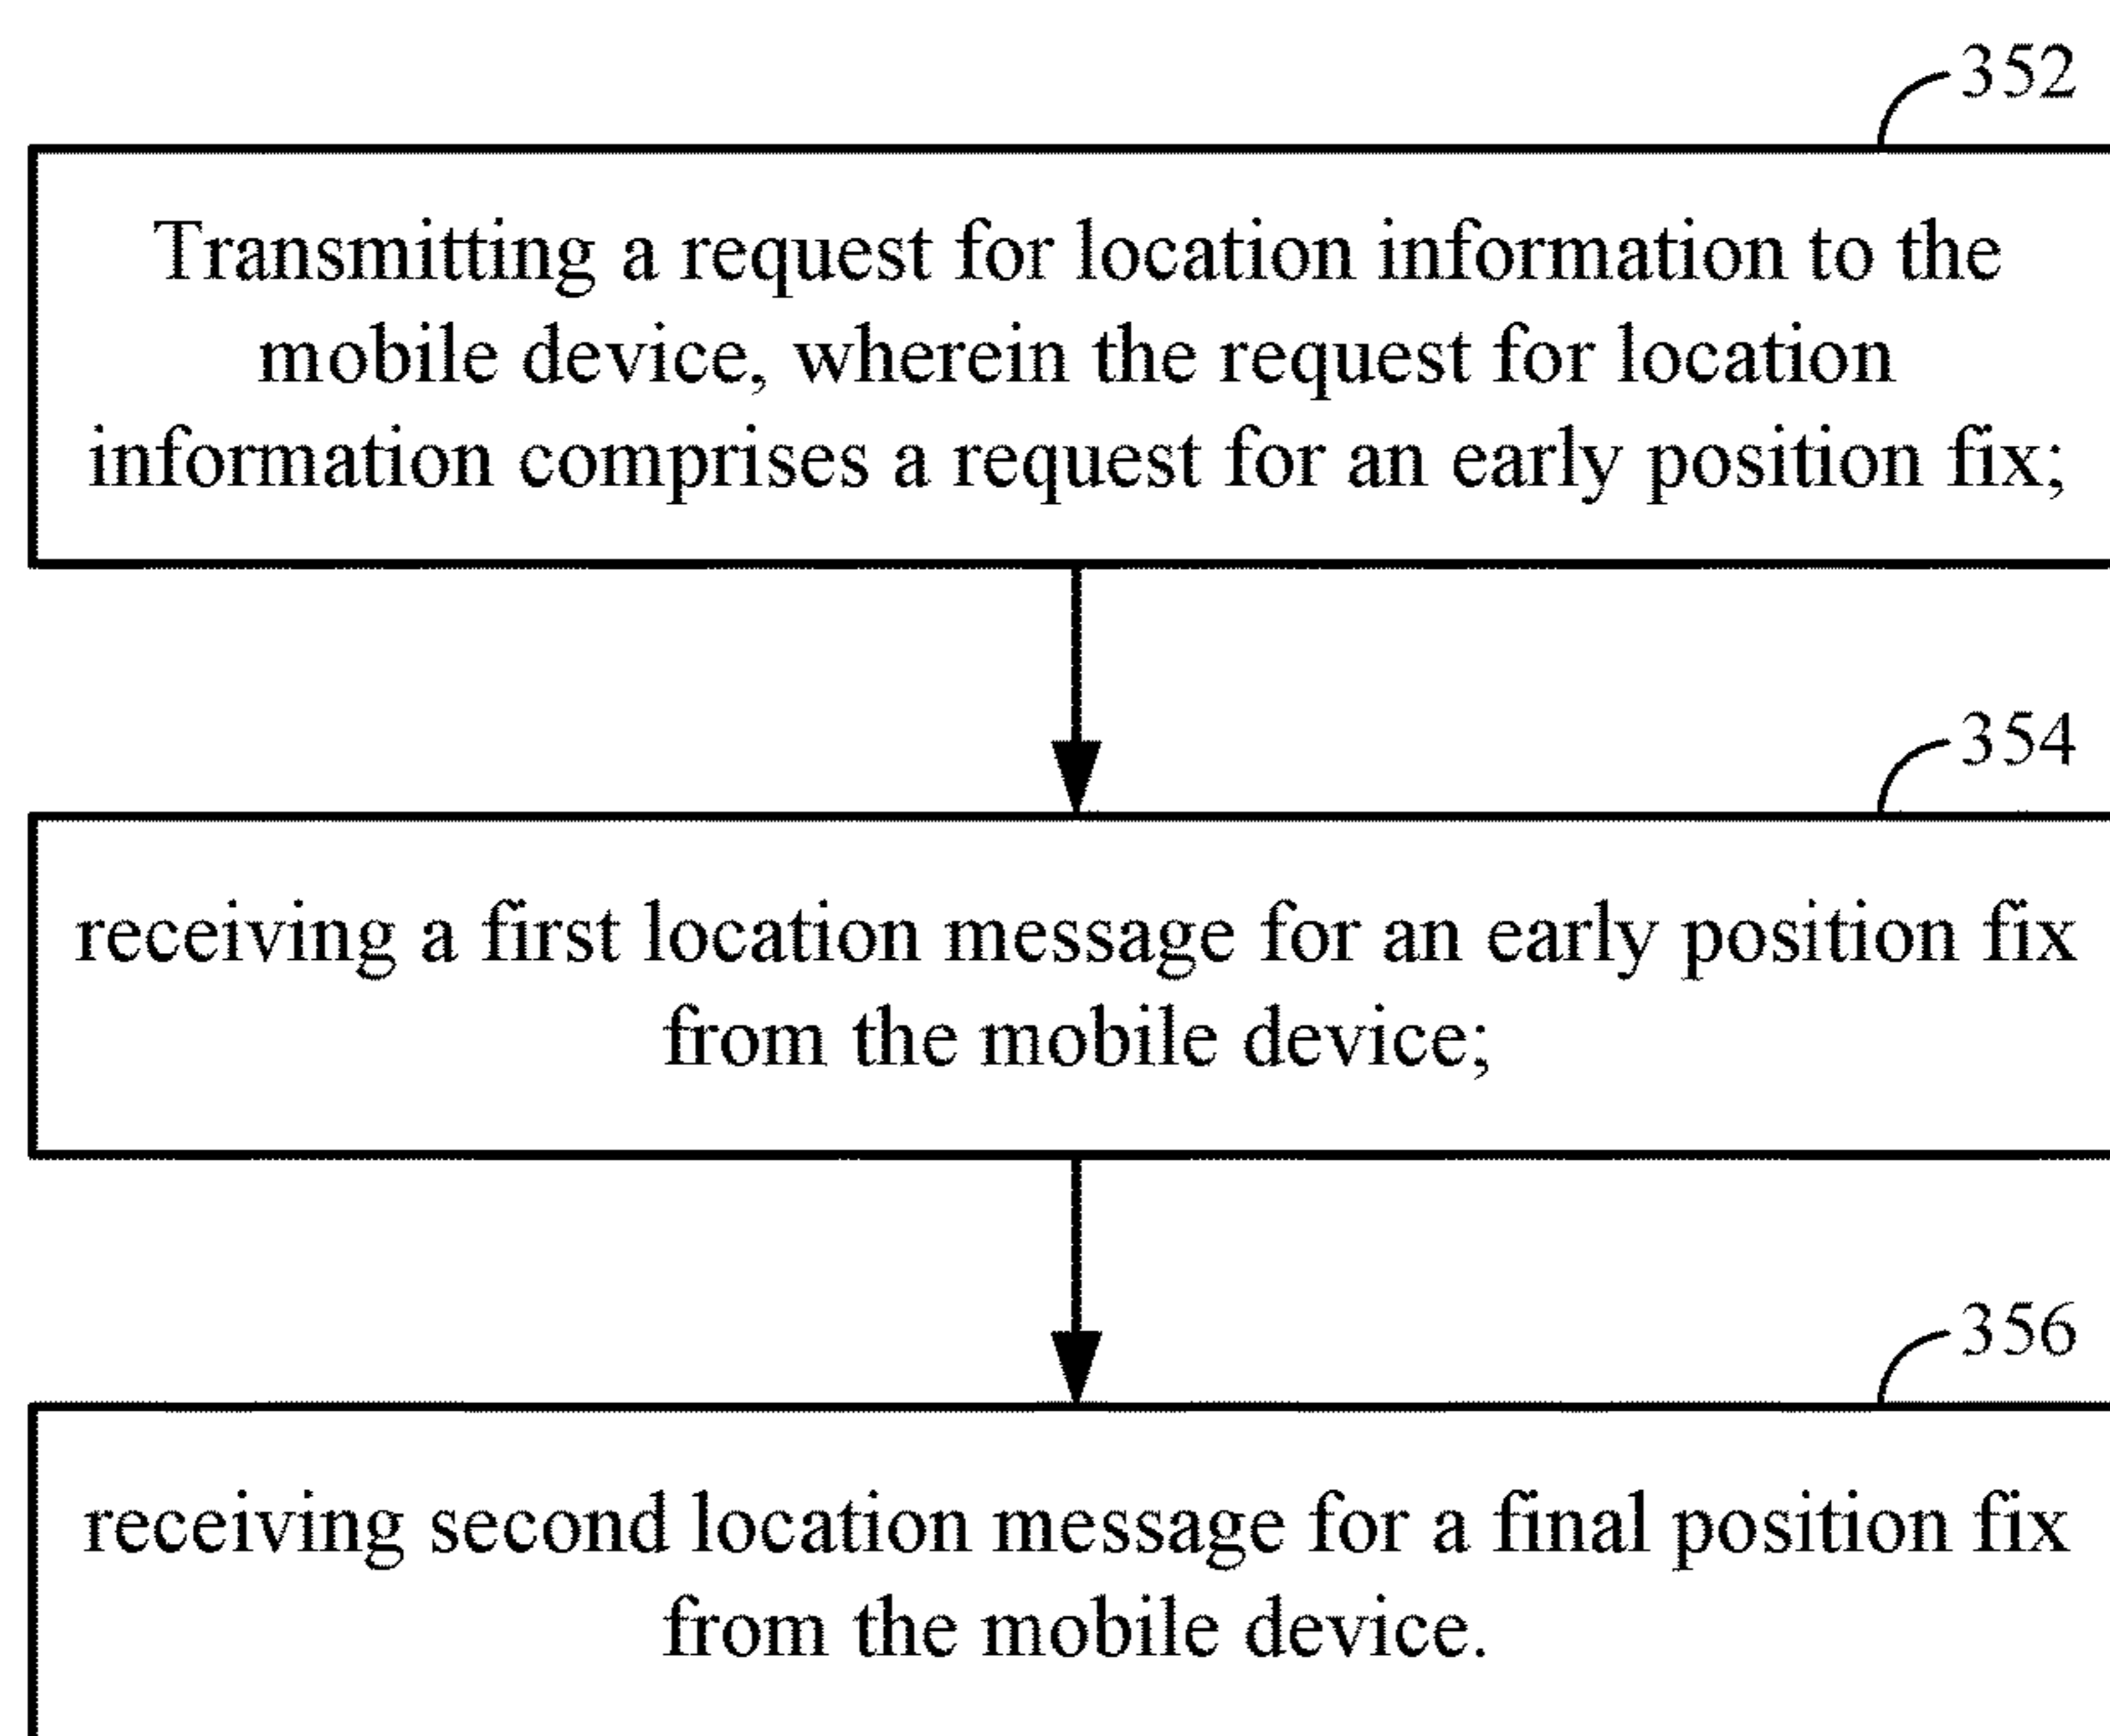 352
Transmitting a request for location information to the
mobile device, wherein the request for location
information comprises a request for an early position fix;
354
receiving a first location message for an early position fix
from the mobile device;
356
receiving second location message for a final position fix
from the mobile device.